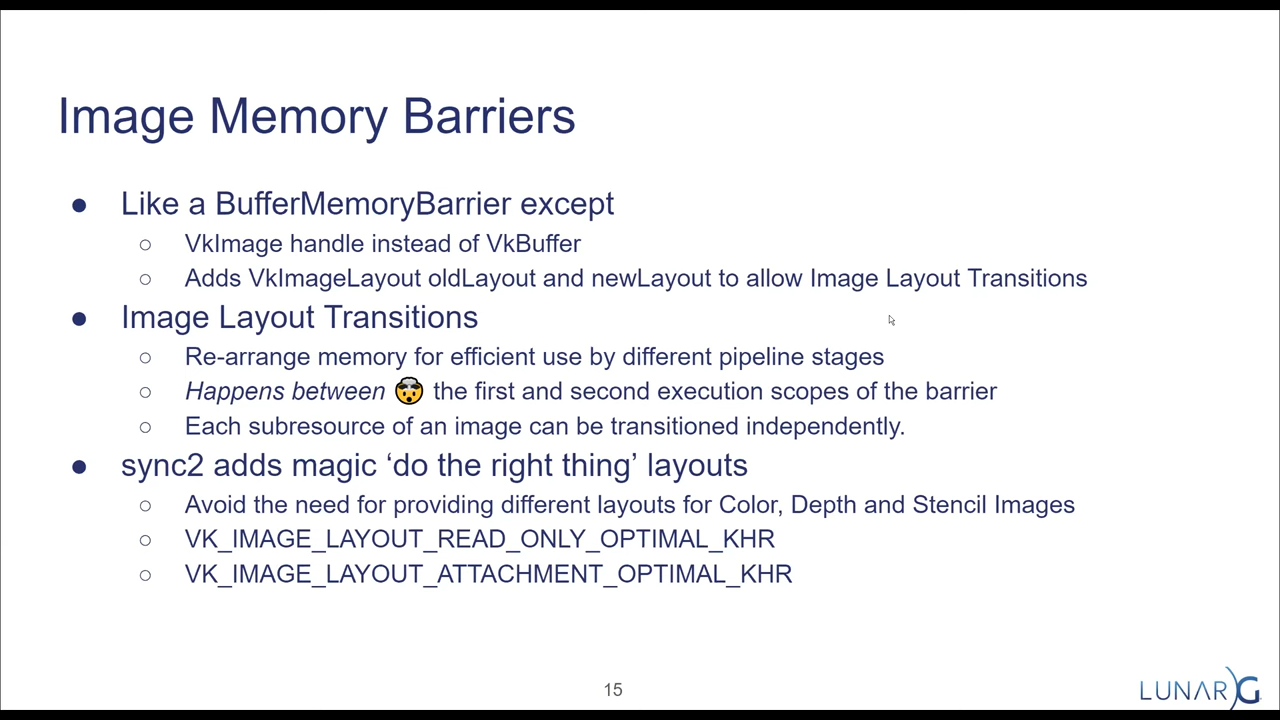 Image Memory Barriers
● Like a BufferMemoryBarrier except
○ VkImage handle instead of VkBuffer
○ Adds VkImageLayout oldLayout and newLayout to allow Image Layout Transitions
● Image Layout Transitions
○ Re-arrange memory for efficient use by different pipeline stages
○ Happens between 🤯 the first and second execution scopes of the barrier
○ Each subresource of an image can be transitioned independently.
● sync2 adds magic ‘do the right thing’ layouts
○ Avoid the need for providing different layouts for Color, Depth and Stencil Images
○ VK_IMAGE_LAYOUT_READ_ONLY_OPTIMAL_KHR
○ VK_IMAGE_LAYOUT_ATTACHMENT_OPTIMAL_KHR
15
LUNAR G